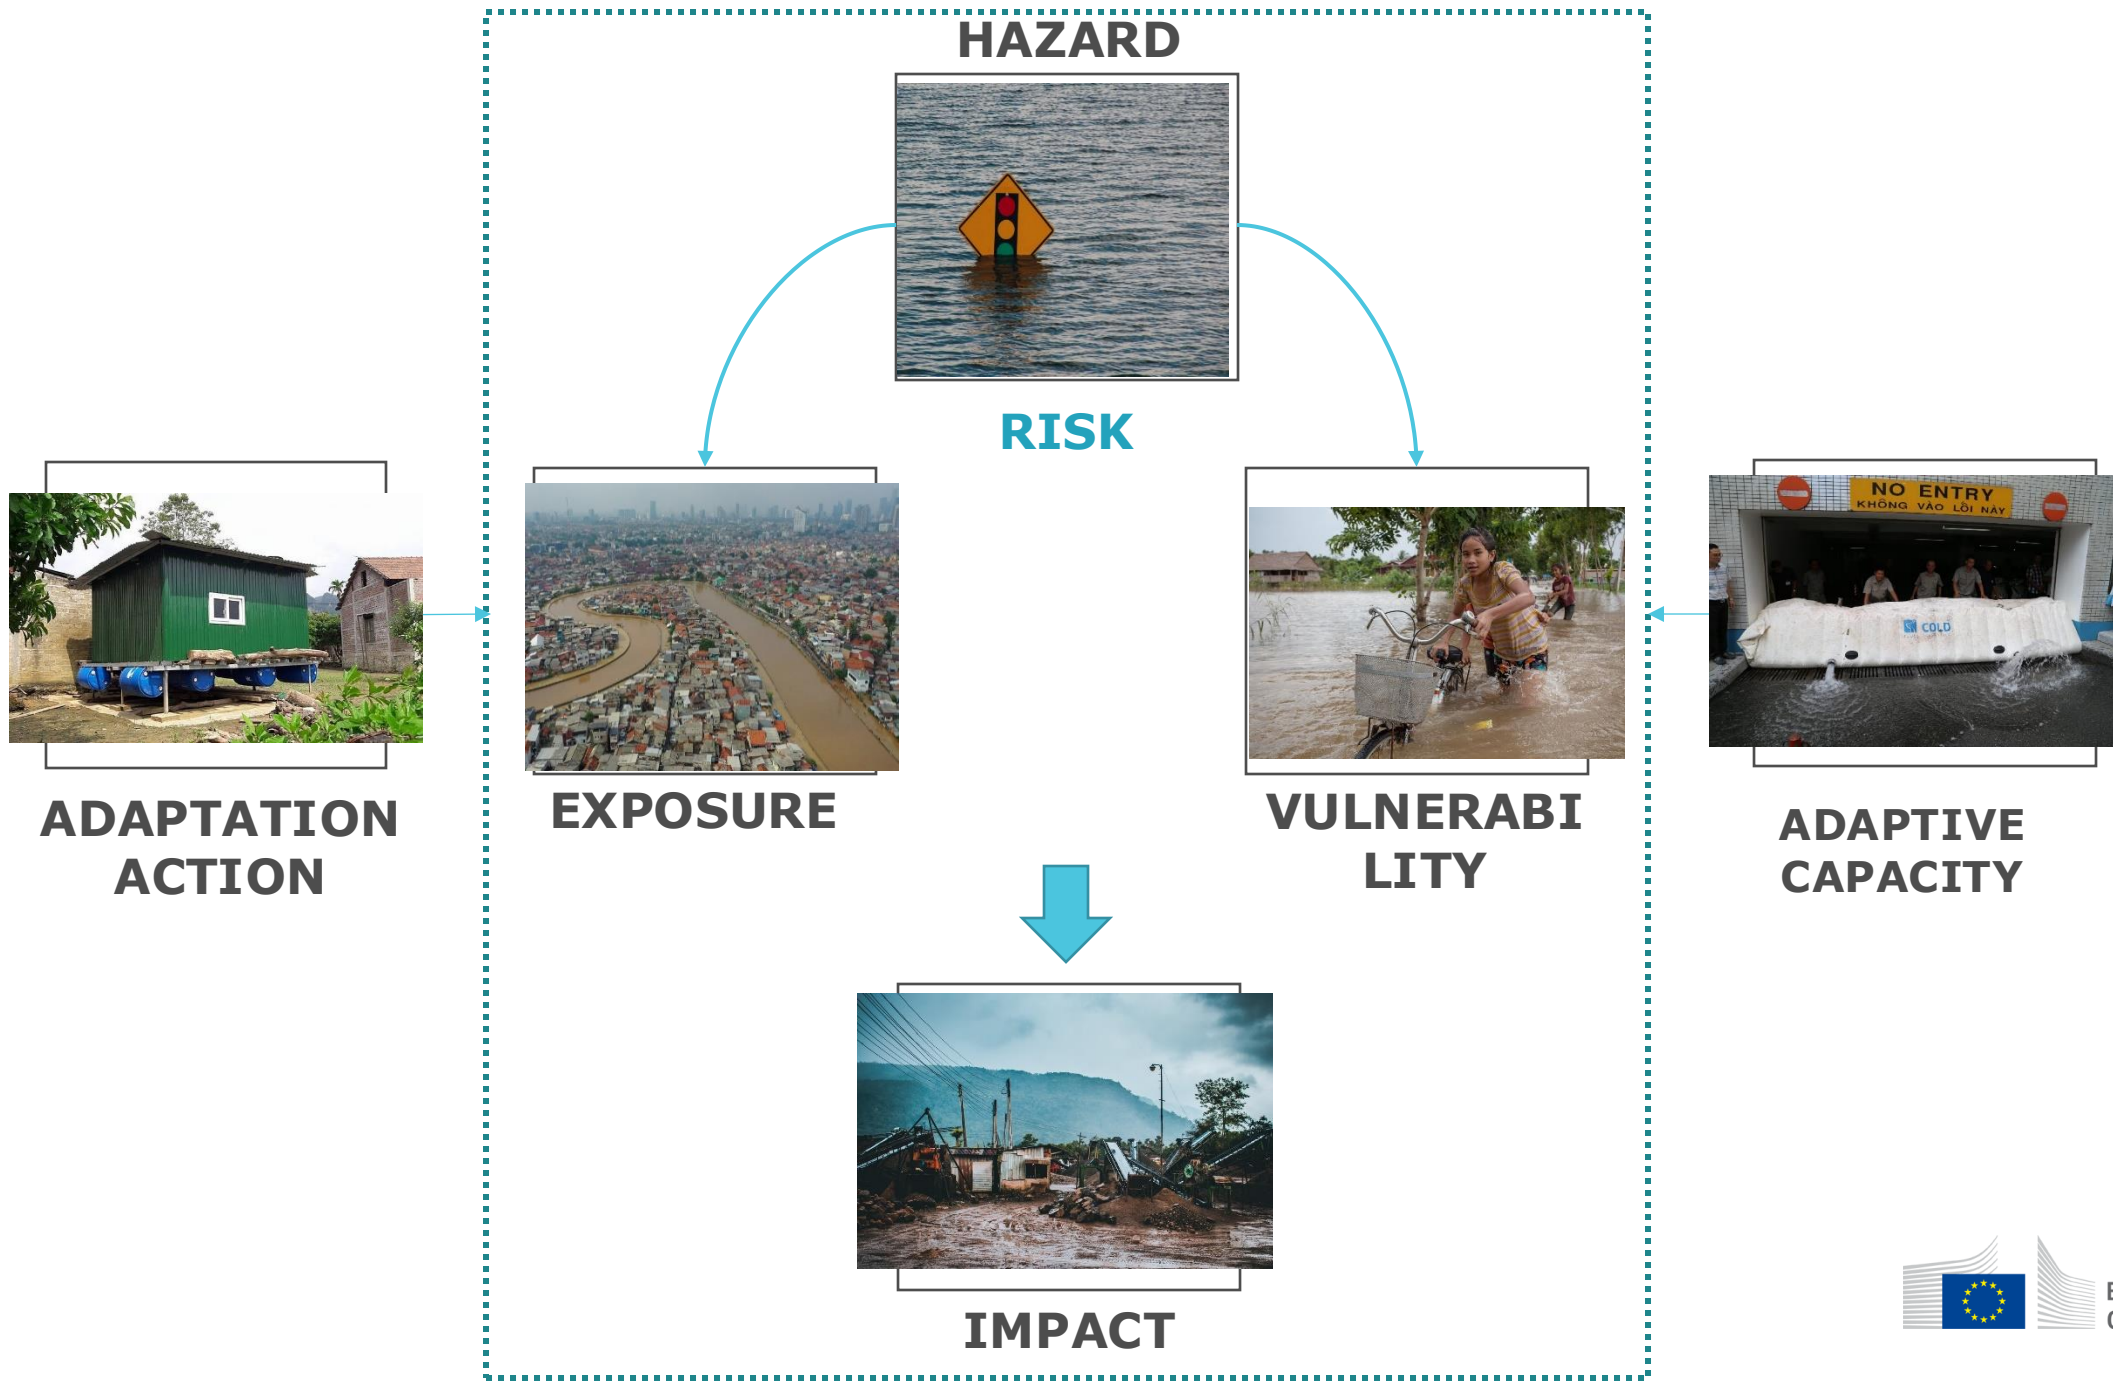 HAZARD
RISK
NO ENTRY
KHÔNG VÀO LỐI NÀY
COLD
ADAPTATION
ACTION
EXPOSURE
VULNERABI
LITY
ADAPTIVE
CAPACITY
IMPACT